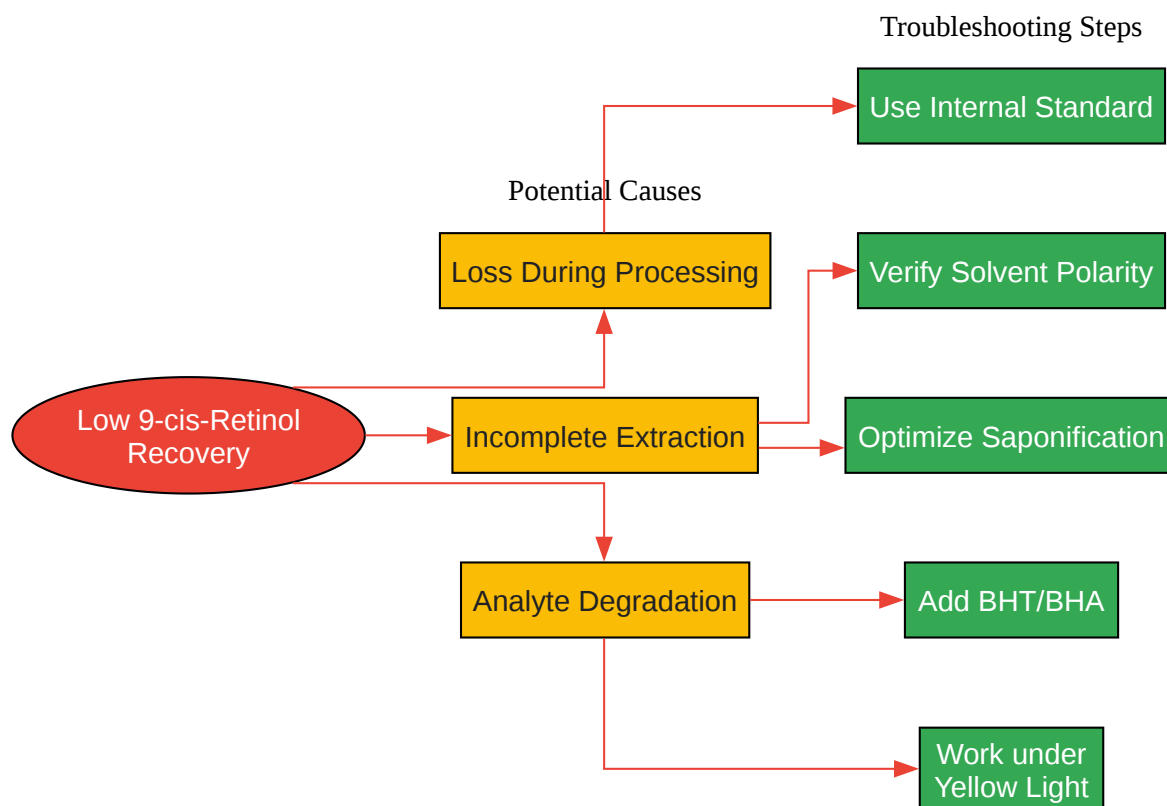 Troubleshooting Steps
Use Internal Standard
Potential Causes
Loss During Processing
Verify Solvent Polarity
Low 9-cis-Retinol
Recovery
Incomplete Extraction
Optimize Saponification
Analyte Degradation
Add BHT/BHA
Work under
Yellow Light